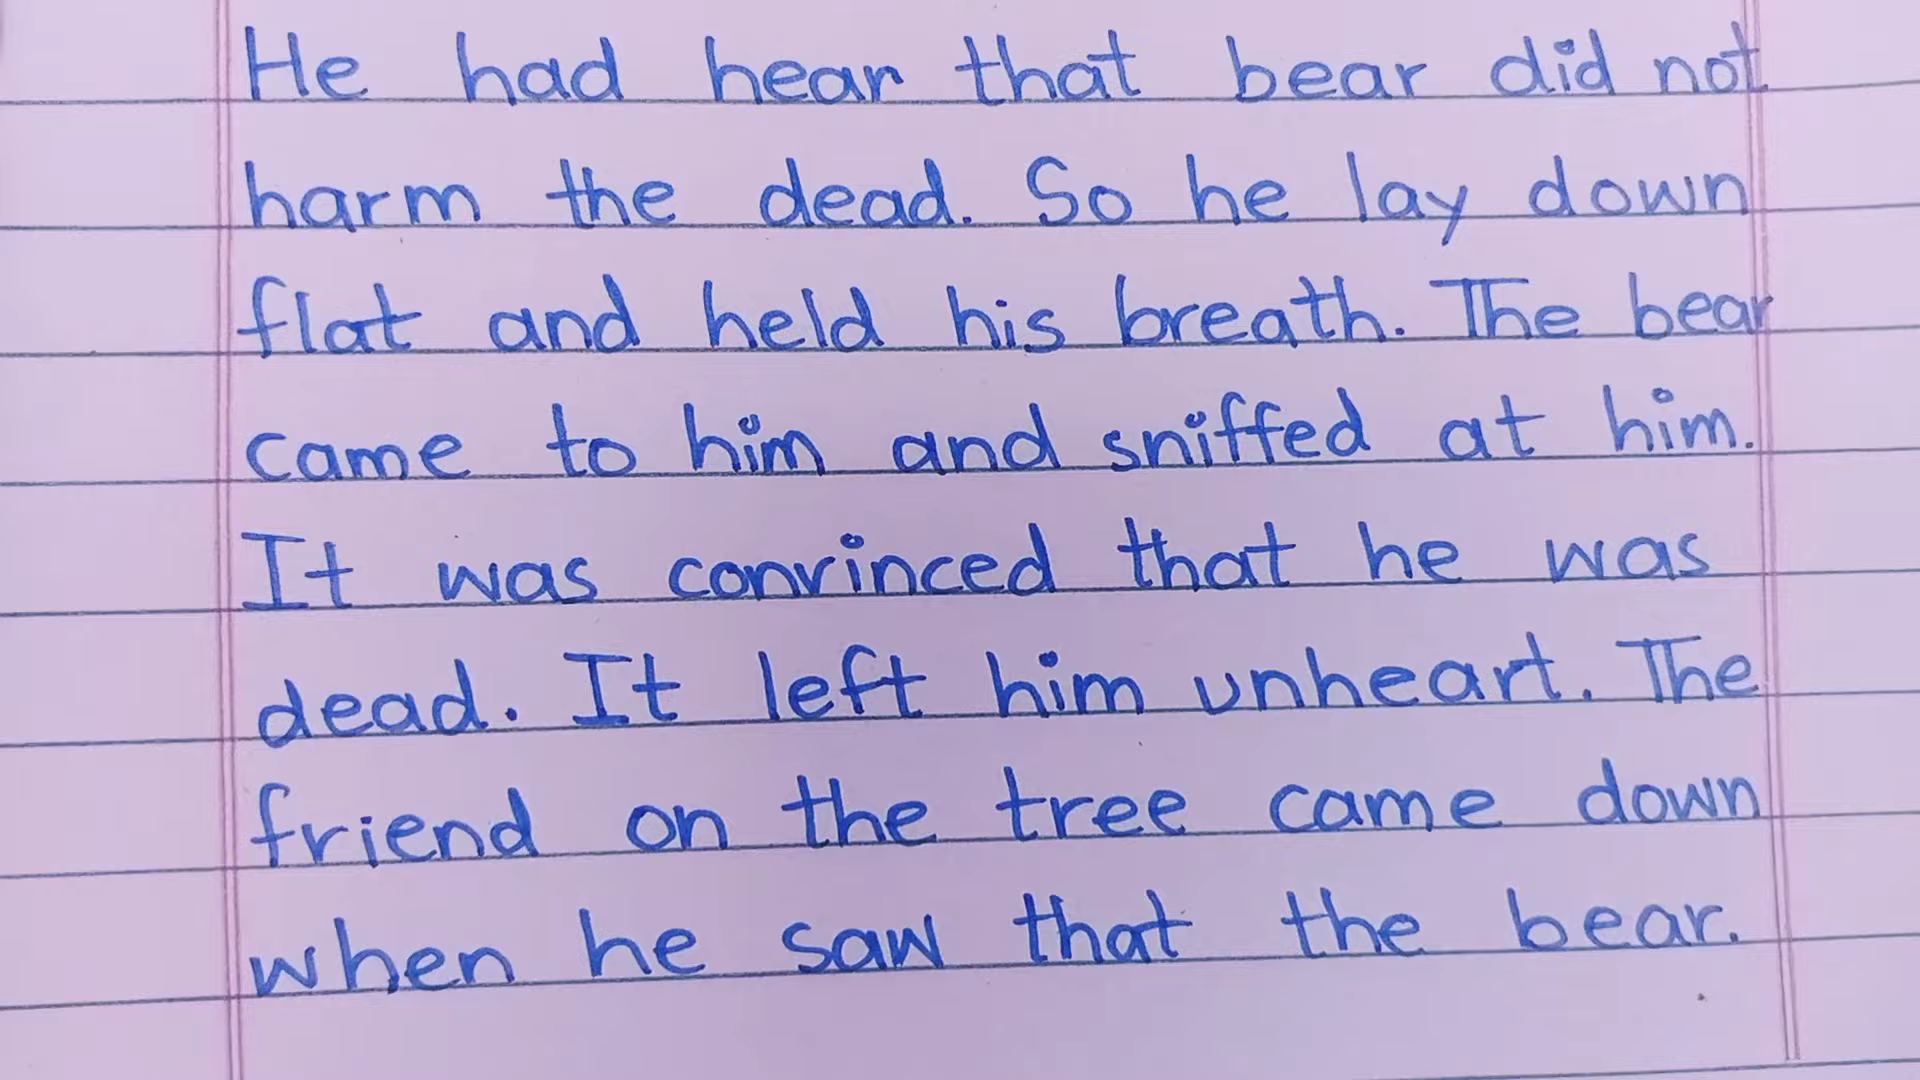 He had hear that bear did not
harm the dead. So he lay down
flat and held his breath. The bear
came to him and sniffed at him.
It was convinced that he was
dead. It left him unheart. The
friend on the tree came down
when he saw that the bear.